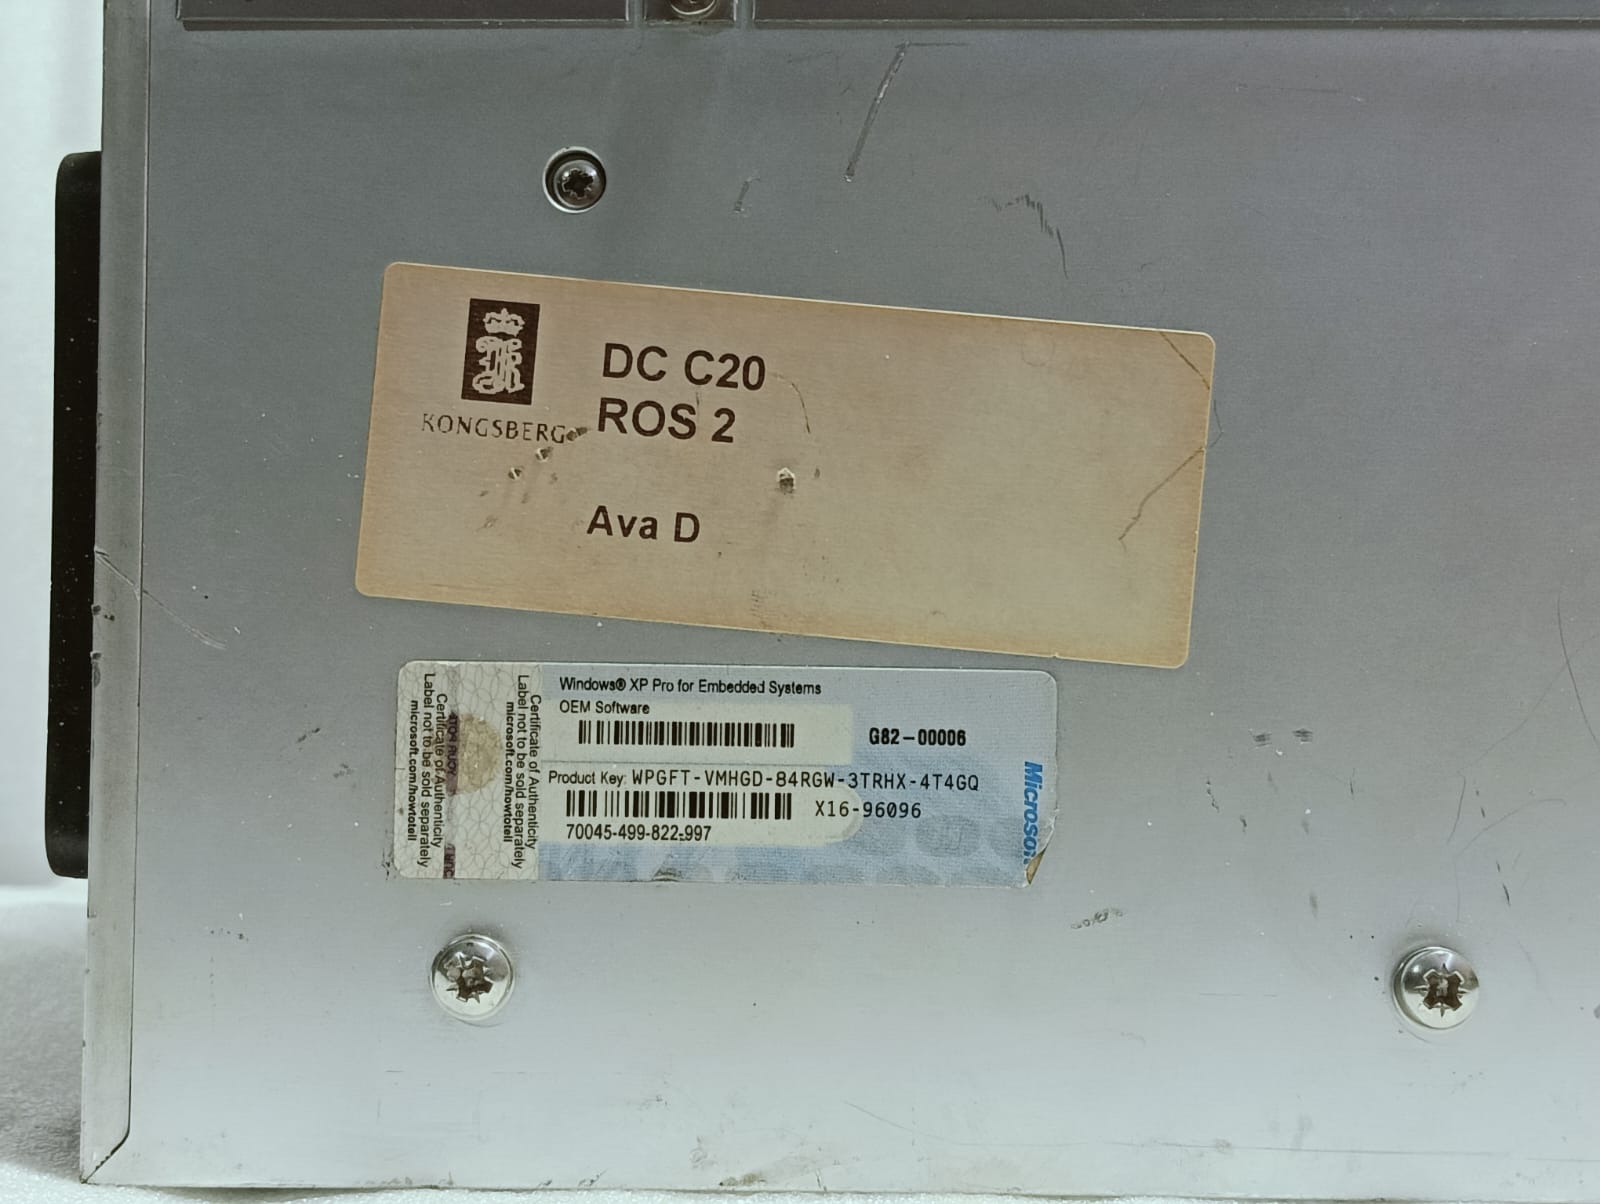 KONGSBERG
DC C20
ROS 2
Ava D
Certificate of Authenticity
Label not to be sold separately
microsoft.com/howtotell
Certificate of Authenticity
Label not to be sold separately
microsoft.com/howtotell
Windows® XP Pro for Embedded Systems
OEM Software
G82-00006
Product Key: WPGFT-VMHGD-84RGW-3TRHX-4T4GQ
X16-96096
70045-499-822-997
Microsoft